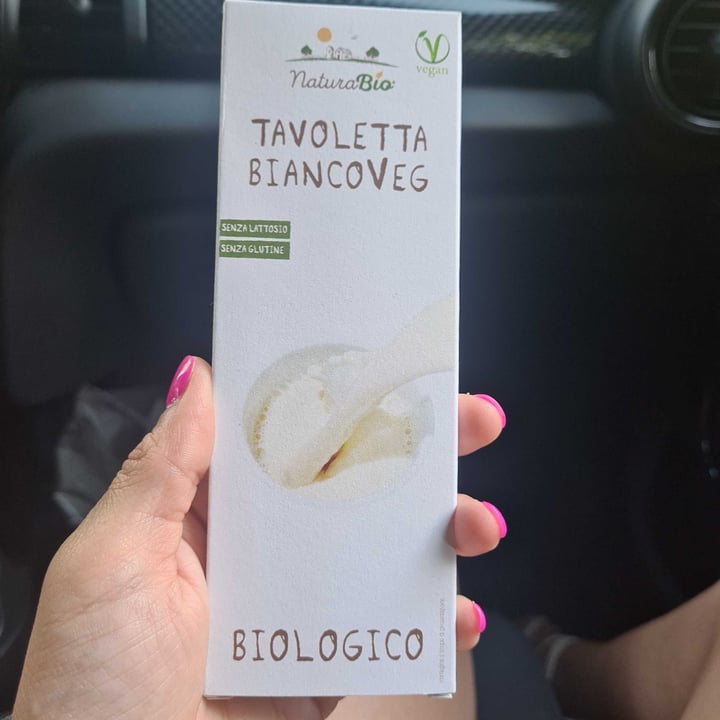 NaturaBio
vegan
TAVOLETTA
BIANCOVEG
SENZA LATTOSIO
SENZA GLUTINE
BIOLOGICO